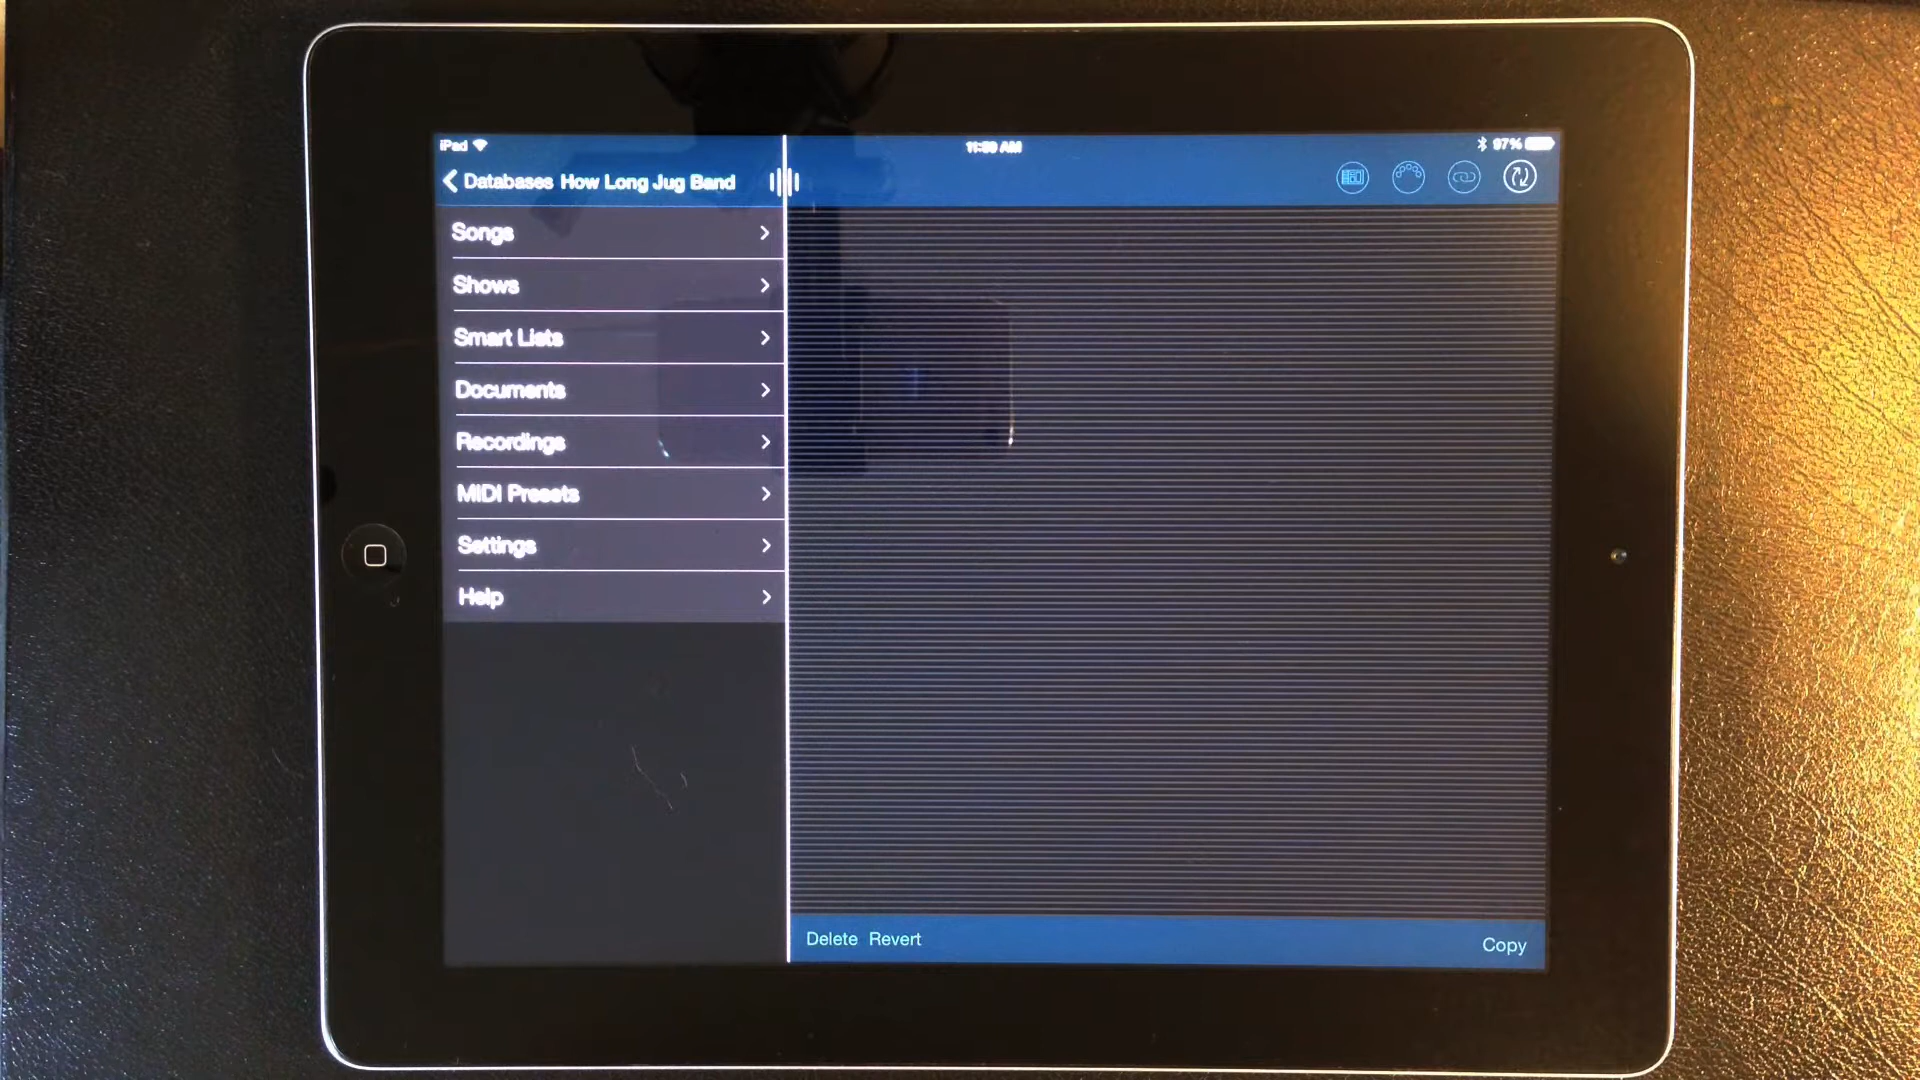 iPad
97%
Databases How Long Jug Band
Songs
Shows
Smart Lists
Documents
Recordings
MIDI Presets
Settings
Help
Delete Revert
Copy